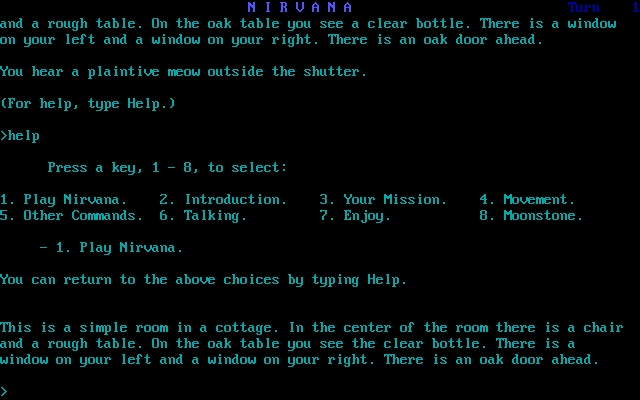 N I R V A N A Turn 1
and a rough table. On the oak table you see a clear bottle. There is a window
on your left and a window on your right. There is an oak door ahead.
You hear a plaintive meow outside the shutter.
(For help, type Help.)
>help
Press a key, 1 - 8, to select:
1. Play Nirvana. 2. Introduction. 3. Your Mission. 4. Movement.
5. Other Commands. 6. Talking. 7. Enjoy. 8. Moonstone.
- 1. Play Nirvana.
You can return to the above choices by typing Help.
This is a simple room in a cottage. In the center of the room there is a chair
and a rough table. On the oak table you see the clear bottle. There is a
window on your left and a window on your right. There is an oak door ahead.
>